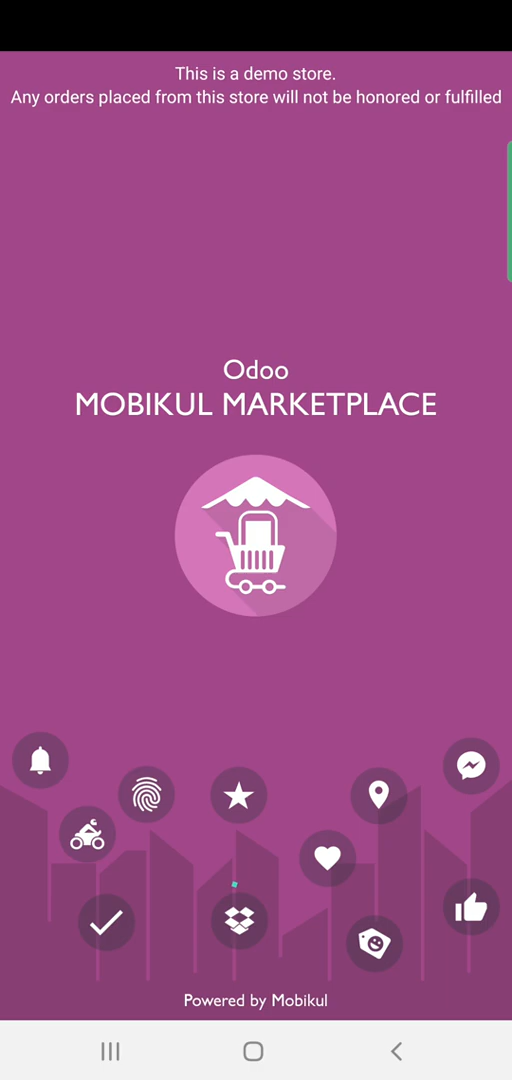 This is a demo store.
Any orders placed from this store will not be honored or fulfilled
Odoo
MOBIKUL MARKETPLACE
Powered by Mobikul